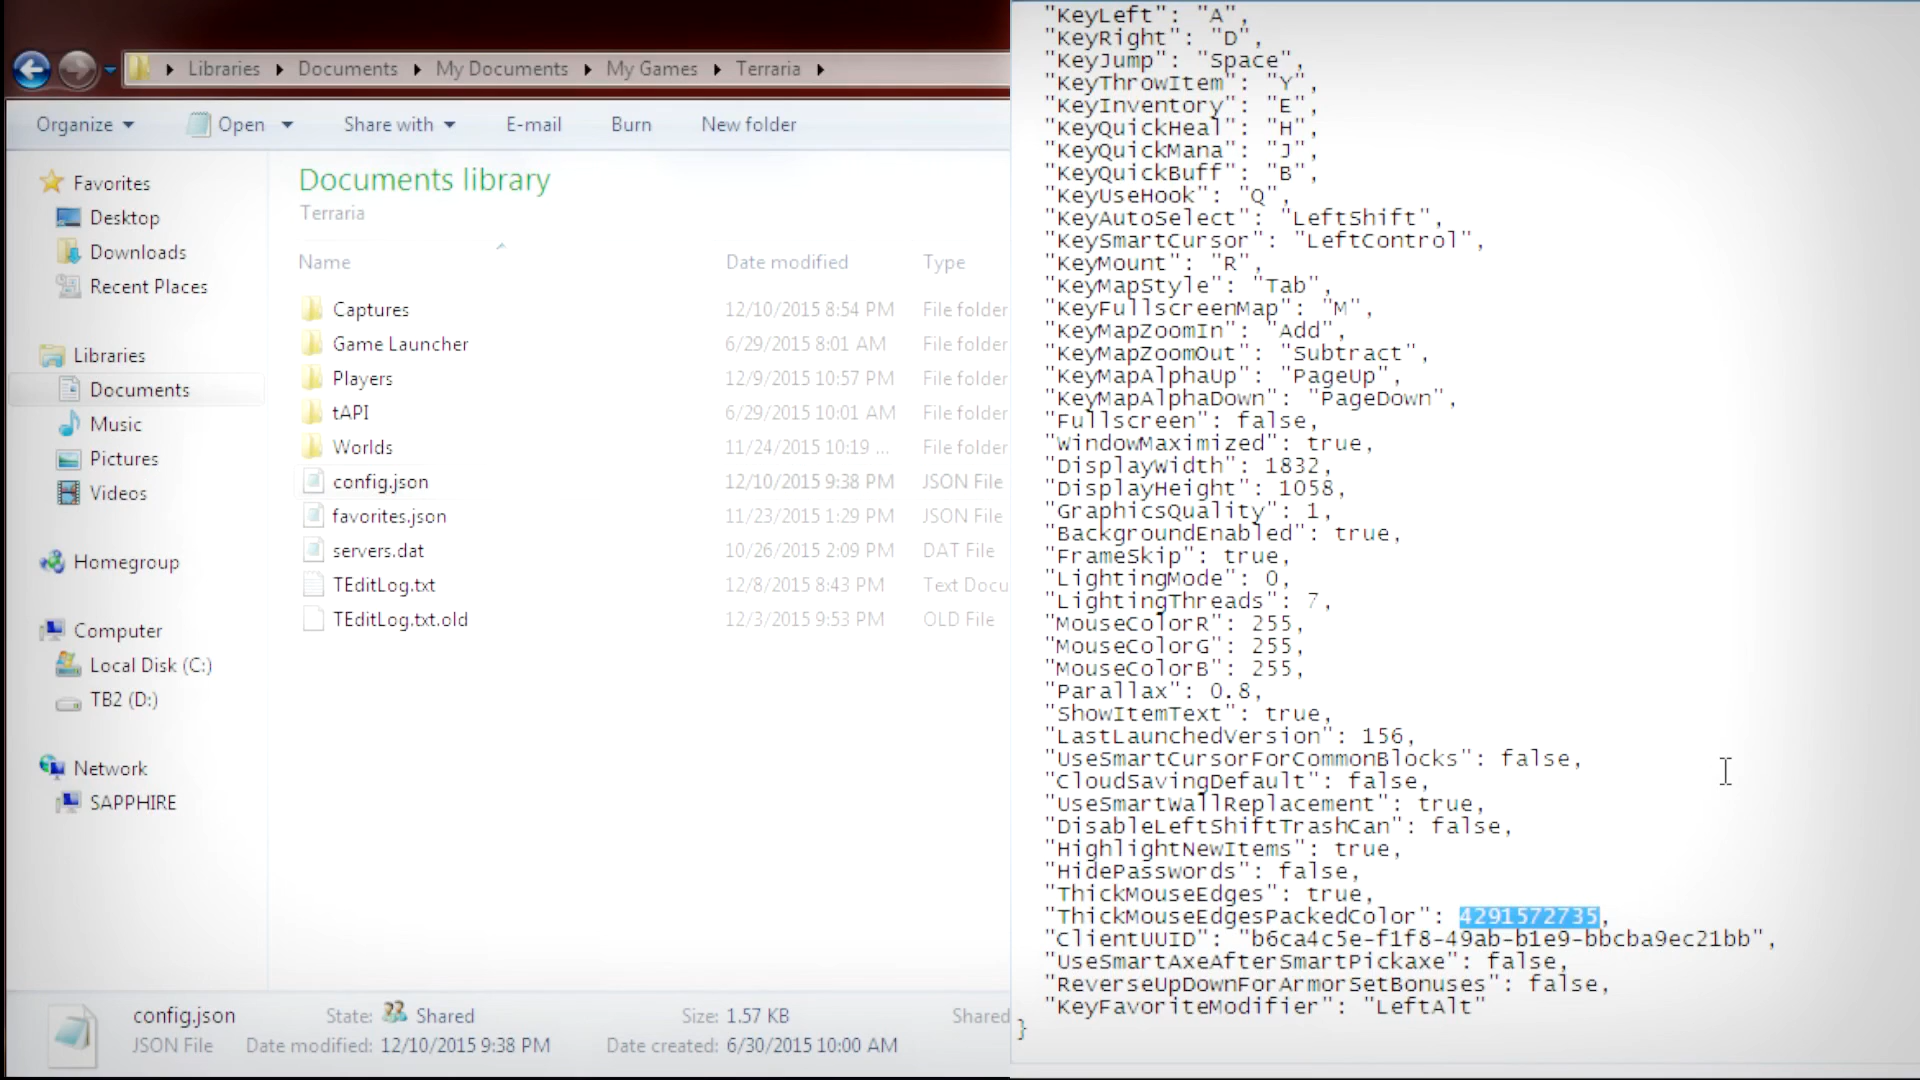 Libraries Documents My Documents My Games Terraria
Organize Open Share with E-mail Burn New folder
Favorites
Desktop
Downloads
Recent Places
Libraries
Documents
Music
Pictures
Videos
Homegroup
Computer
Local Disk (C:)
TB2 (D:)
Network
SAPPHIRE
Documents library
Terraria
Name Date modified Type
Captures 12/10/2015 8:54 PM File folder
Game Launcher 6/29/2015 8:01 AM File folder
Players 12/9/2015 10:57 PM File folder
tAPI 6/29/2015 10:01 AM File folder
Worlds 11/24/2015 10:19 ... File folder
config.json 12/10/2015 9:38 PM JSON File
favorites.json 11/23/2015 1:29 PM JSON File
servers.dat 10/26/2015 2:09 PM DAT File
TEditLog.txt 12/8/2015 8:43 PM Text Docu
TEditLog.txt.old 12/3/2015 9:53 PM OLD File
config.json State: Shared Size: 1.57 KB Shared
JSON File Date modified: 12/10/2015 9:38 PM Date created: 6/30/2015 10:00 AM
"KeyLeft": "A",
"KeyRight": "D",
"KeyJump": "Space",
"KeyThrowItem": "Y",
"KeyInventory": "E",
"KeyQuickHeal": "H",
"KeyQuickMana": "J",
"KeyQuickBuff": "B",
"KeyUseHook": "Q",
"KeyAutoSelect": "LeftShift",
"KeySmartCursor": "LeftControl",
"KeyMount": "R",
"KeyMapStyle": "Tab",
"KeyFullscreenMap": "M",
"KeyMapZoomIn": "Add",
"KeyMapZoomOut": "Subtract",
"KeyMapAlphaUp": "PageUp",
"KeyMapAlphaDown": "PageDown",
"Fullscreen": false,
"WindowMaximized": true,
"DisplayWidth": 1832,
"DisplayHeight": 1058,
"GraphicsQuality": 1,
"BackgroundEnabled": true,
"FrameSkip": true,
"LightingMode": 0,
"LightingThreads": 7,
"MouseColorR": 255,
"MouseColorG": 255,
"MouseColorB": 255,
"Parallax": 0.8,
"ShowItemText": true,
"LastLaunchedVersion": 156,
"UseSmartCursorForCommonBlocks": false,
"CloudSavingDefault": false,
"UseSmartWallReplacement": true,
"DisableLeftShiftTrashCan": false,
"HighlightNewItems": true,
"HidePasswords": false,
"ThickMouseEdges": true,
"ThickMouseEdgesPackedColor": 4291572735,
"ClientUUID": "b6ca4c5e-f1f8-49ab-b1e9-bbcba9ec21bb",
"UseSmartAxeAfterSmartPickaxe": false,
"ReverseUpDownForArmorSetBonuses": false,
"KeyFavoriteModifier": "LeftAlt"
}